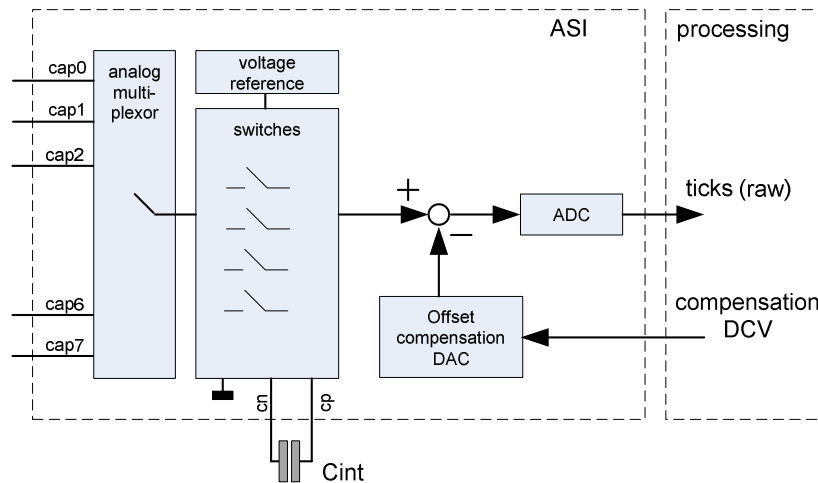 ASI
processing
cap0
cap1
cap2
cap6
cap7
analog
multi-
plexor
voltage
reference
switches
+
−
ADC
ticks (raw)
Offset
compensation
DAC
compensation
DCV
cn
cp
Cint